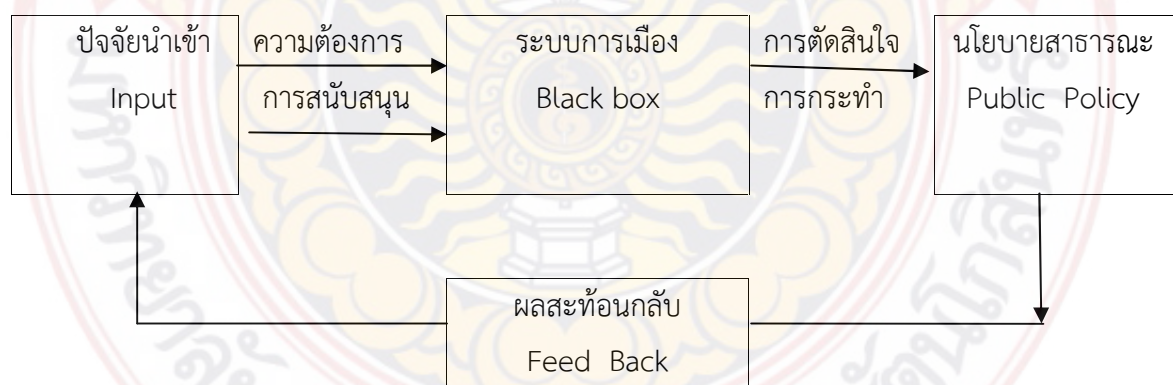 ปัจจัยนำเข้า
Input
ความต้องการ
การสนับสนุน
ระบบการเมือง
Black box
การตัดสินใจ
การกระทำ
นโยบายสาธารณะ
Public Policy
ผลสะท้อนกลับ
Feed Back